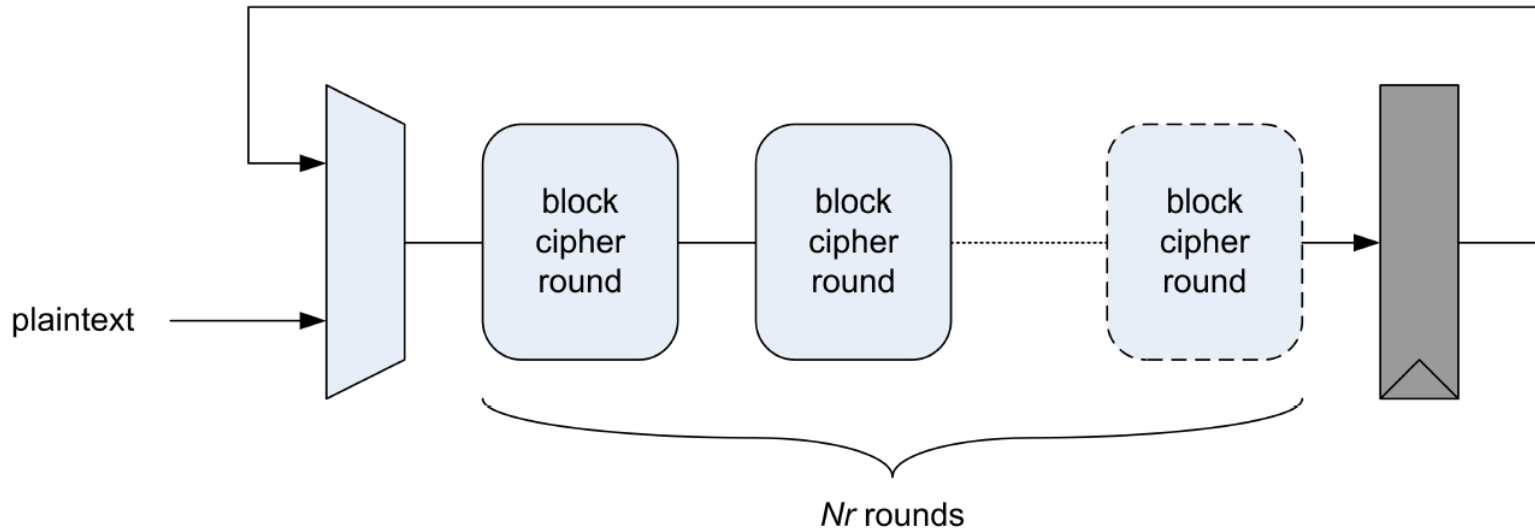 block
cipher
round
block
cipher
round
block
cipher
round
plaintext
Nr rounds